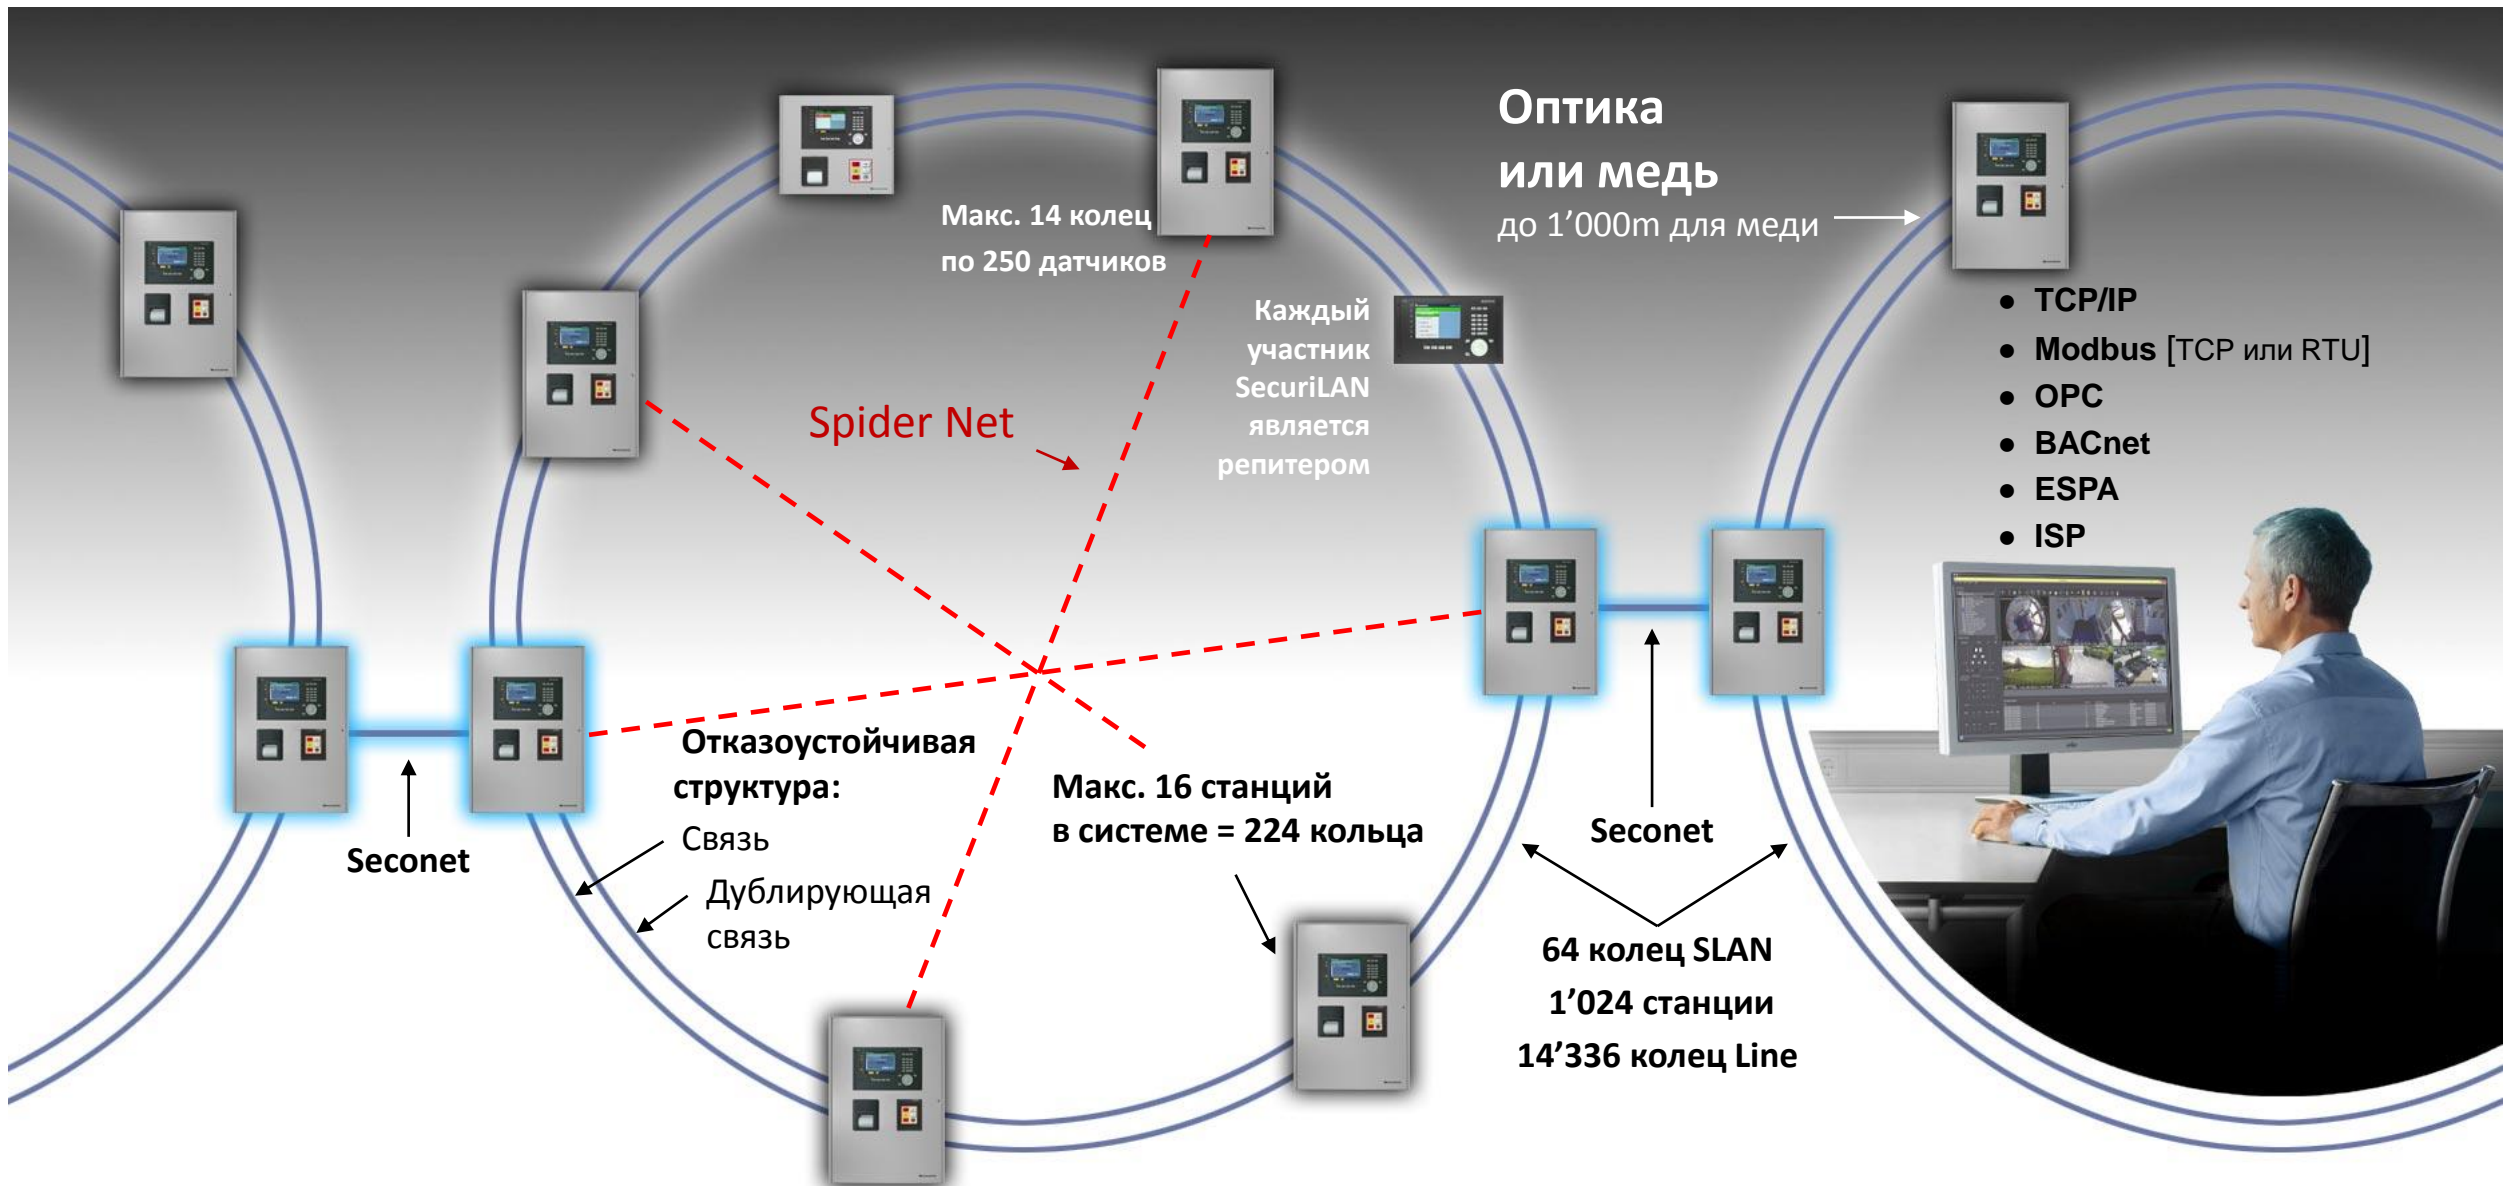 Оптика
или медь
до 1’000m для меди
Макс. 14 колец
по 250 датчиков
Каждый
участник
SecuriLAN
является
репитером
● TCP/IP
● Modbus [TCP или RTU]
● OPC
● BACnet
● ESPA
● ISP
Spider Net
Отказоустойчивая
структура:
Связь
Дублирующая
связь
Макс. 16 станций
в системе = 224 кольца
Seconet
Seconet
64 колец SLAN
1’024 станции
14’336 колец Line